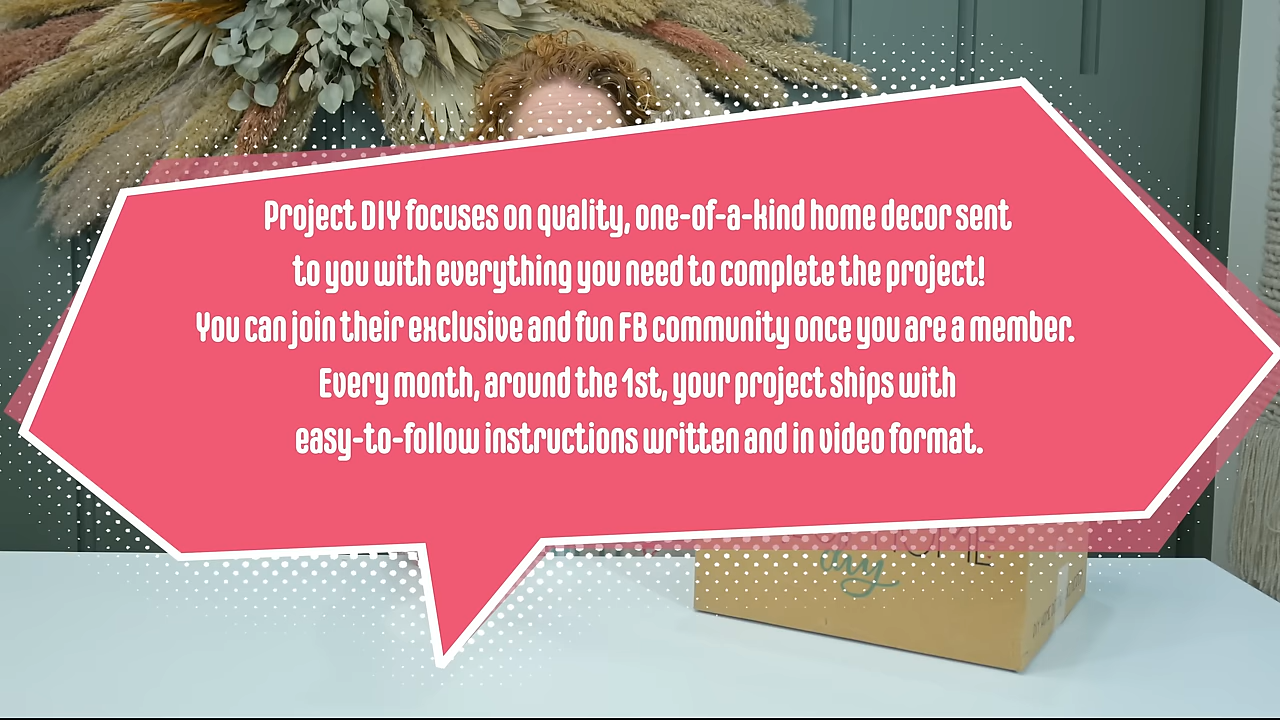 Project DIY focuses on quality, one-of-a-kind home decor sent
to you with everything you need to complete the project!
You can join their exclusive and fun FB community once you are a member.
Every month, around the 1st, your project ships with
easy-to-follow instructions written and in video format.
HOME
diy